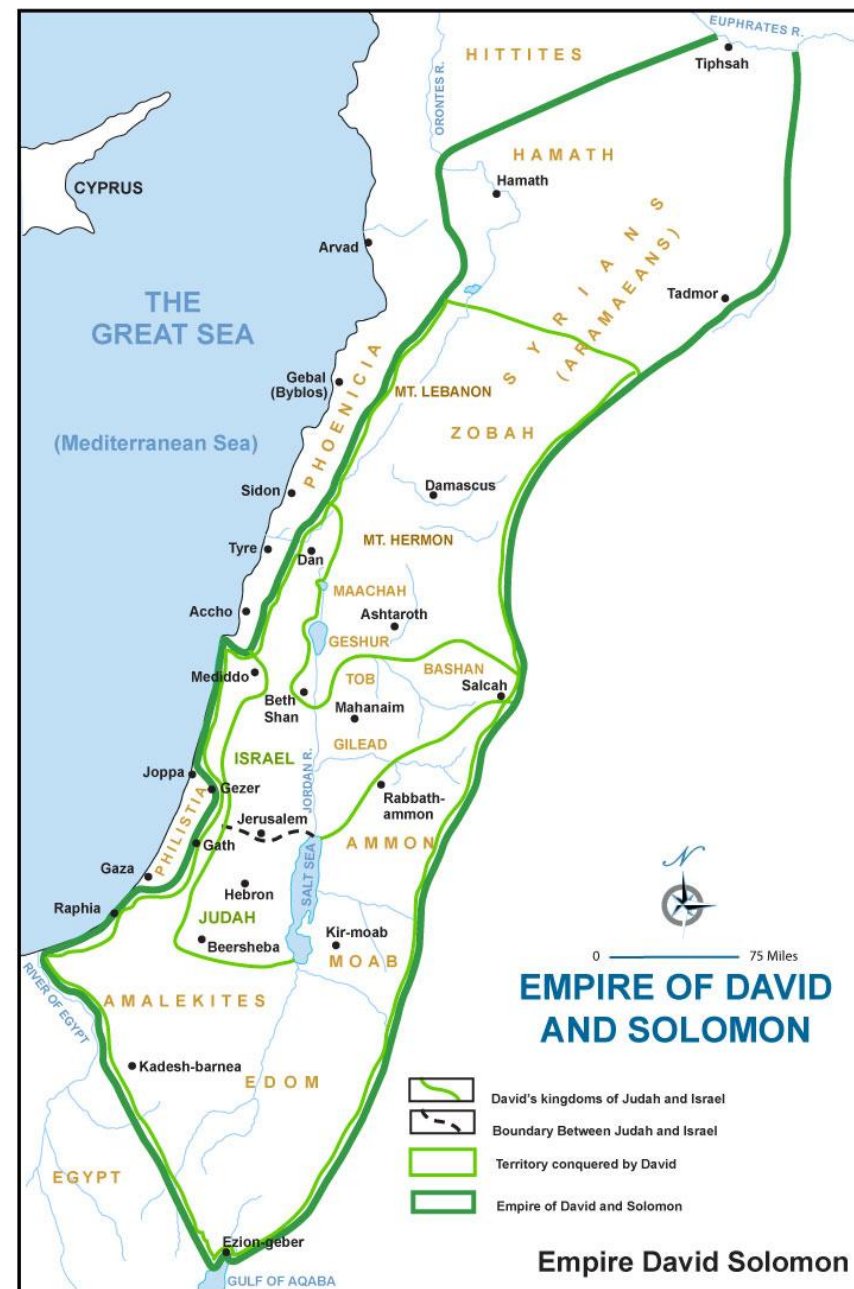 EUPHRATES R.
HITTITES
Tiphsah
ORONTES R.
HAMATH
Hamath
CYPRUS
Arvad
SYRIANS
(ARAMAEANS)
Tadmor
THE
GREAT SEA
Gebal
(Byblos)
PHOENICIA
MT. LEBANON
ZOBAH
(Mediterranean Sea)
Sidon
Damascus
Tyre
Dan
MT. HERMON
MAACHAH
Accho
Ashtaroth
GESHUR
Mediddo
TOB
BASHAN
Beth
Shan
Salcah
Mahanaim
ISRAEL
GILEAD
JORDAN R.
Joppa
Gezer
Rabbath-
ammon
PHILISTIA
Jerusalem
AMMON
Gath
Gaza
Hebron
SALT SEA
Raphia
JUDAH
Kir-moab
Beersheba
MOAB
RIVER OF EGYPT
AMALEKITES
Kadesh-barnea
EDOM
EGYPT
Ezion-geber
GULF OF AQABA
N
0 75 Miles
EMPIRE OF DAVID
AND SOLOMON
David's kingdoms of Judah and Israel
Boundary Between Judah and Israel
Territory conquered by David
Empire of David and Solomon
Empire David Solomon